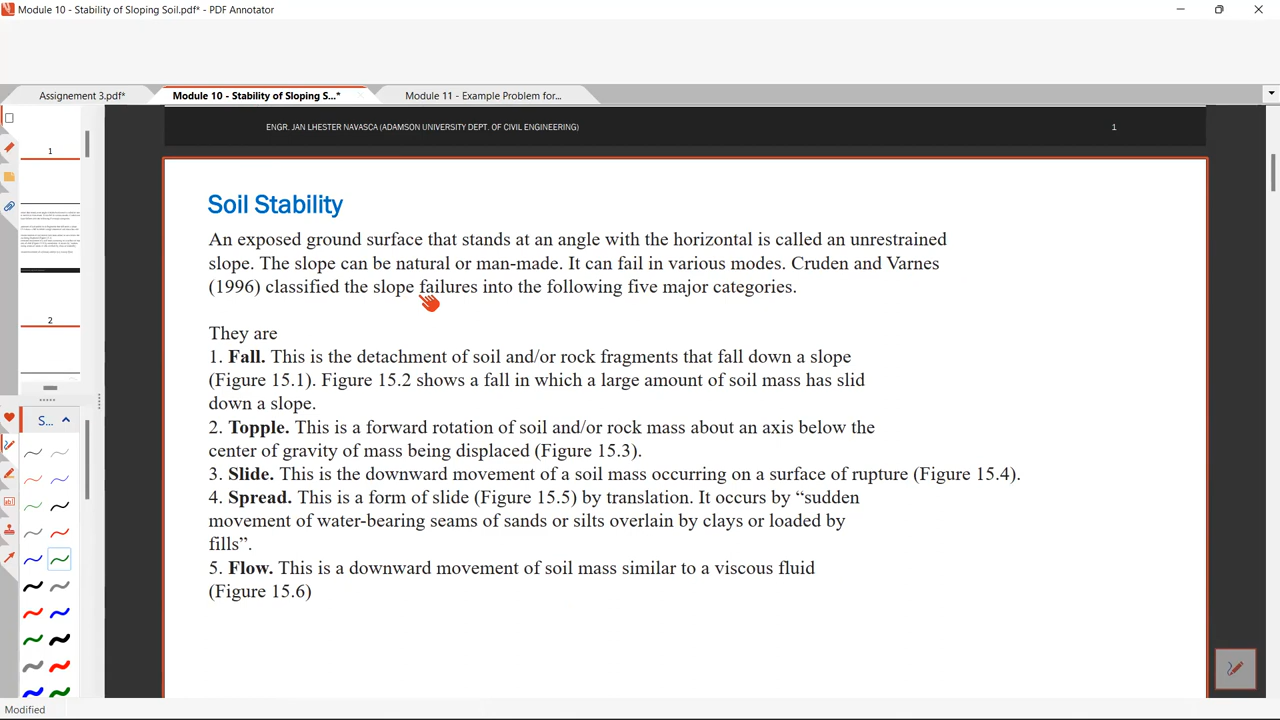 Module 10 - Stability of Sloping Soil.pdf* - PDF Annotator
Assignement 3.pdf*
Module 10 - Stability of Sloping S...*
Module 11 - Example Problem for...
ENGR. JAN LHESTER NAVASCA (ADAMSON UNIVERSITY DEPT. OF CIVIL ENGINEERING)
1
1
2
S...
Soil Stability
An exposed ground surface that stands at an angle with the horizontal is called an unrestrained
slope. The slope can be natural or man-made. It can fail in various modes. Cruden and Varnes
(1996) classified the slope failures into the following five major categories.
They are
1. Fall. This is the detachment of soil and/or rock fragments that fall down a slope
(Figure 15.1). Figure 15.2 shows a fall in which a large amount of soil mass has slid
down a slope.
2. Topple. This is a forward rotation of soil and/or rock mass about an axis below the
center of gravity of mass being displaced (Figure 15.3).
3. Slide. This is the downward movement of a soil mass occurring on a surface of rupture (Figure 15.4).
4. Spread. This is a form of slide (Figure 15.5) by translation. It occurs by “sudden
movement of water-bearing seams of sands or silts overlain by clays or loaded by
fills”.
5. Flow. This is a downward movement of soil mass similar to a viscous fluid
(Figure 15.6)
Modified